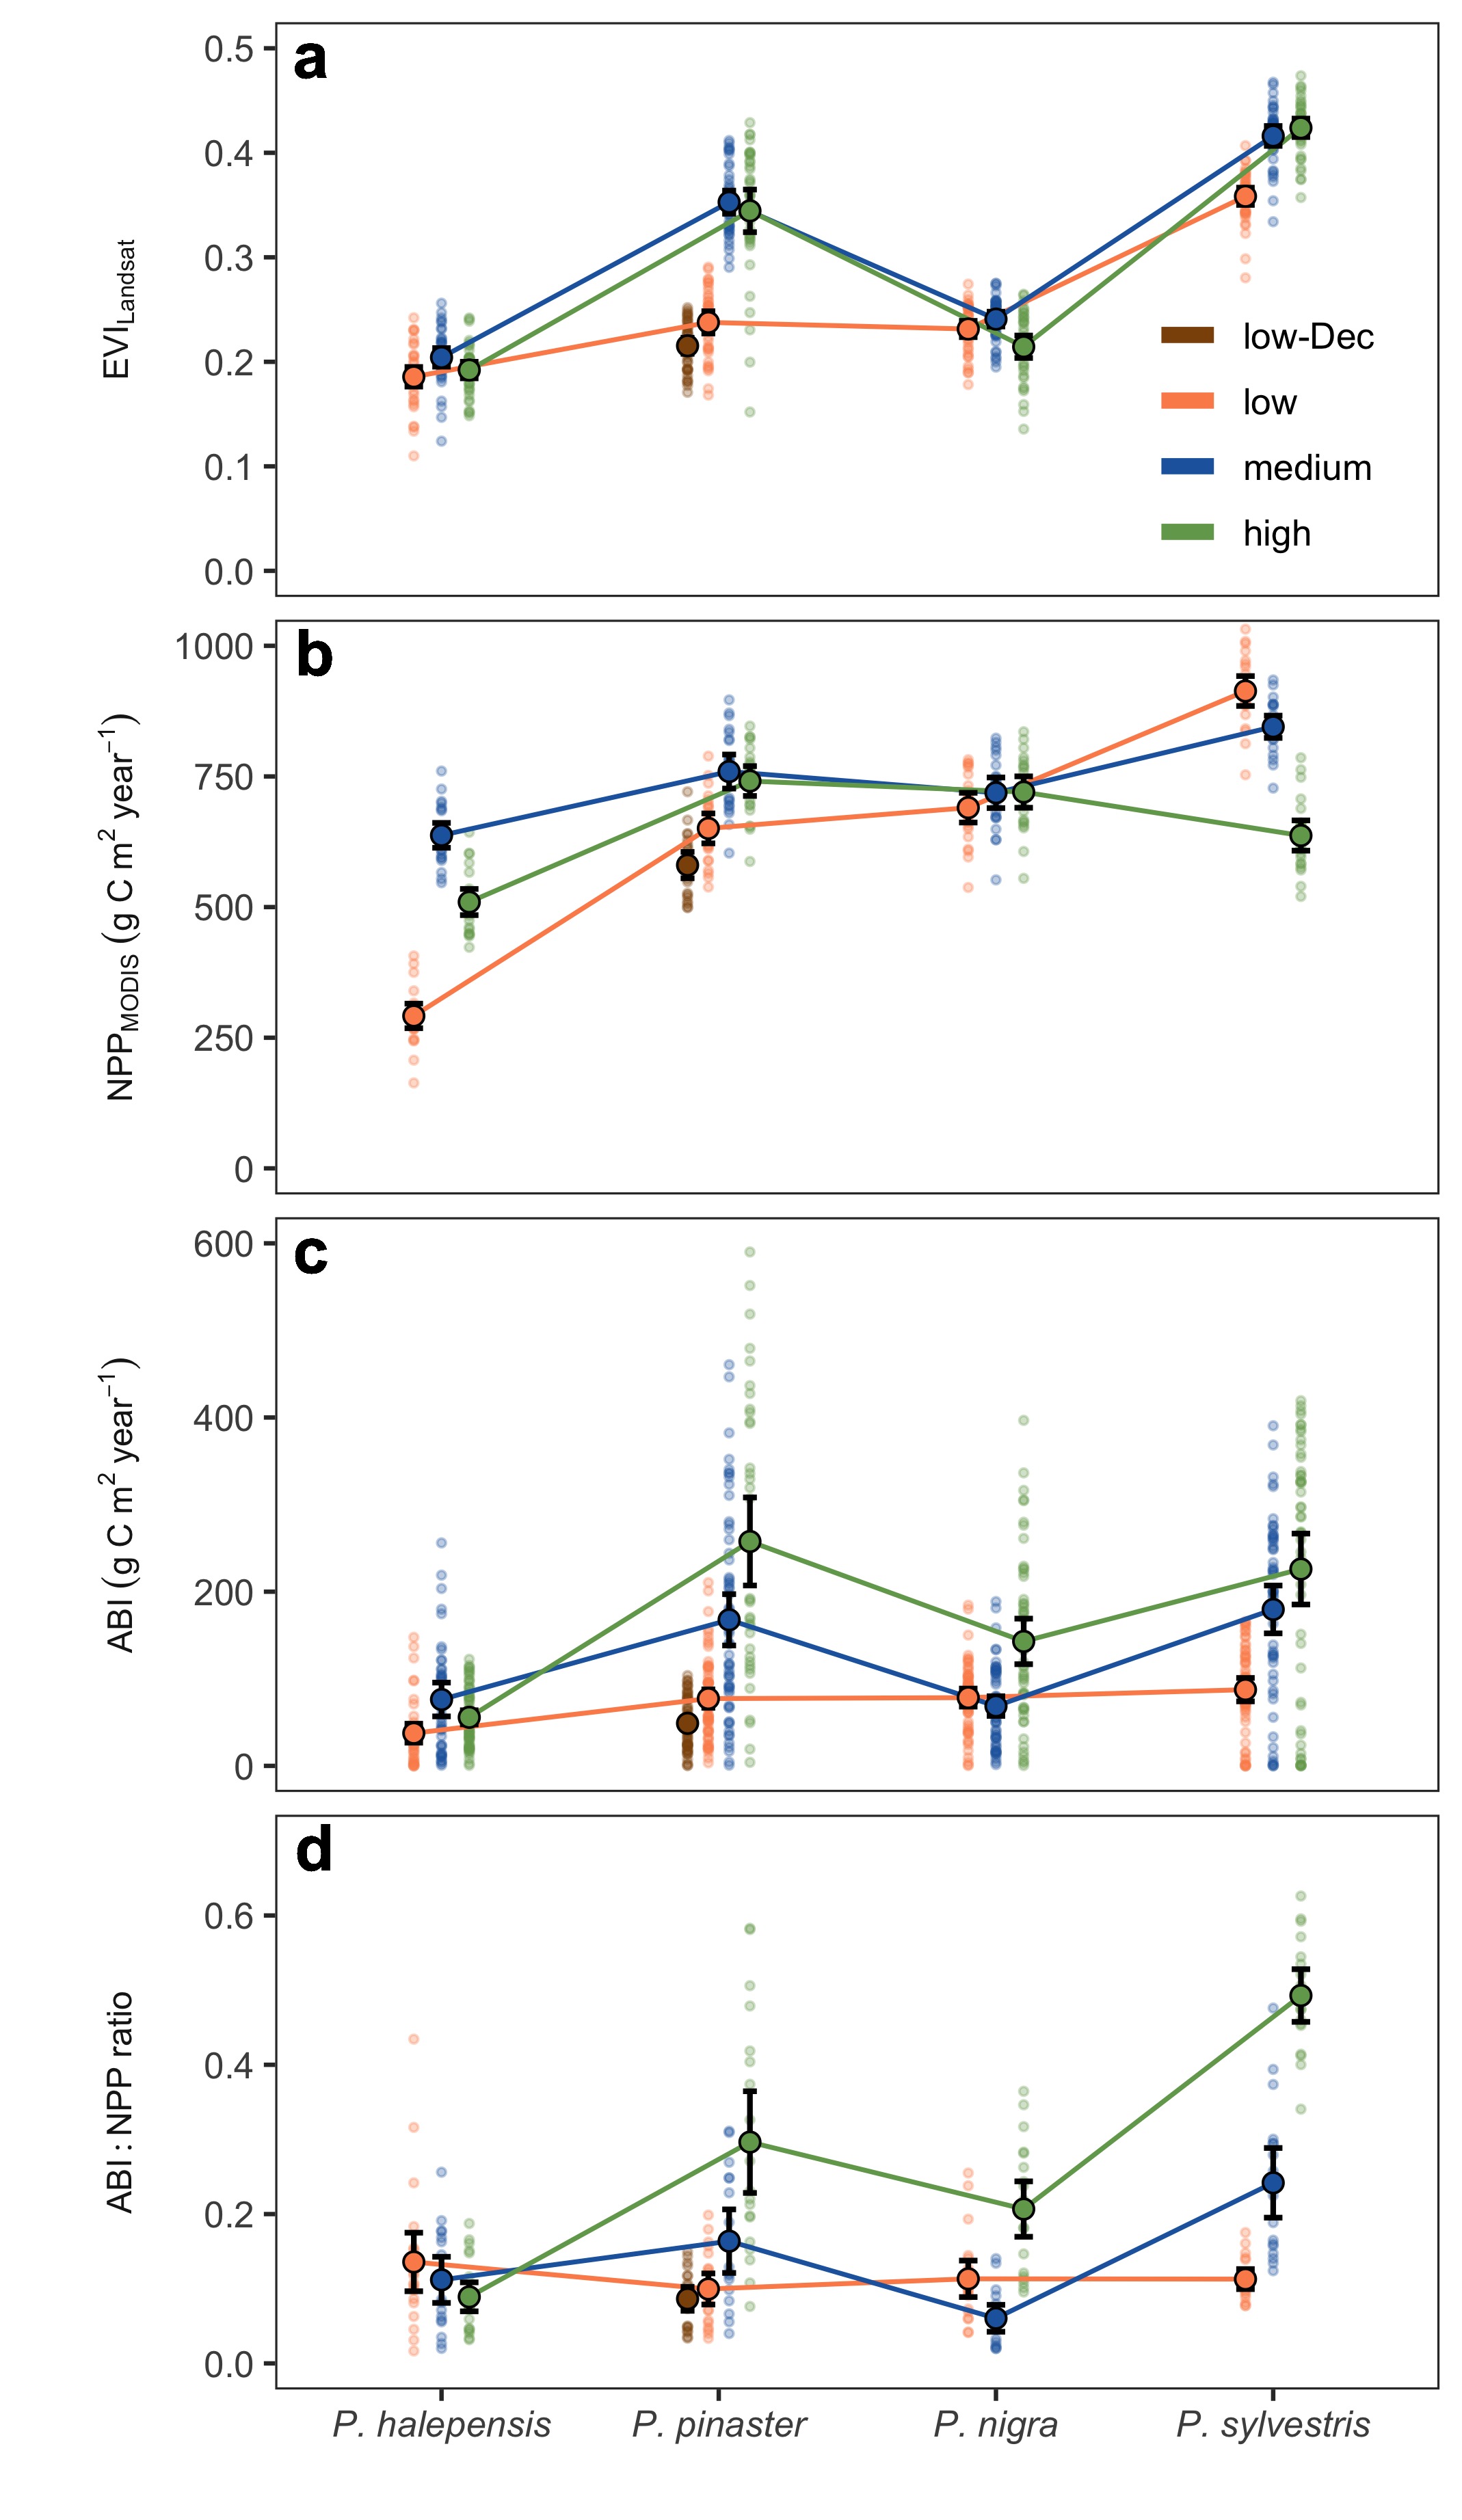 a
0.5
0.4
0.3
0.2
0.1
0.0
EVI_Landsat
low-Dec
low
medium
high
b
1000
750
500
250
0
NPP_MODIS (g C m² year⁻¹)
c
600
400
200
0
ABI (g C m² year⁻¹)
d
0.6
0.4
0.2
0.0
ABI : NPP ratio
P. halepensis
P. pinaster
P. nigra
P. sylvestris